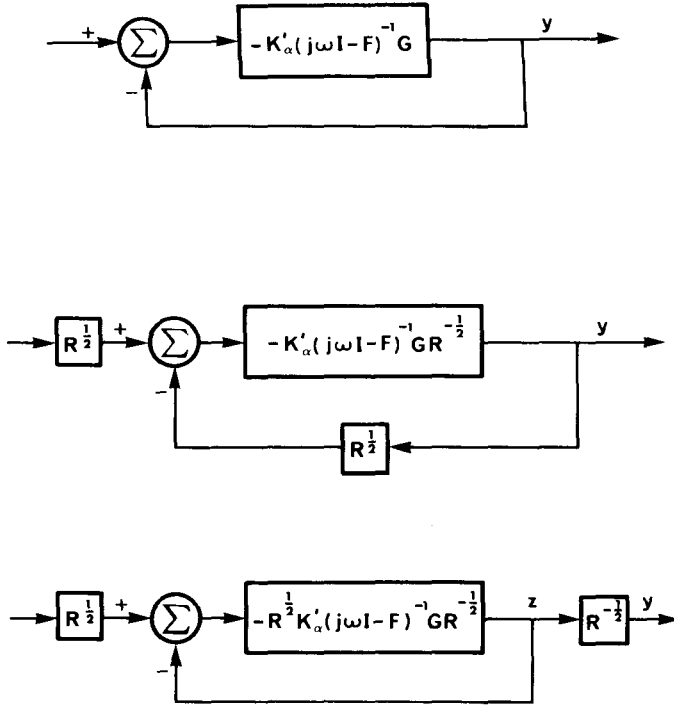 + Σ -K'α(jωI-F)⁻¹G y
−
R^½ + Σ -K'α(jωI-F)⁻¹GR^-½ y
−
R^½
R^½ + Σ -R^½K'α(jωI-F)⁻¹GR^-½ z R^-½ y
−